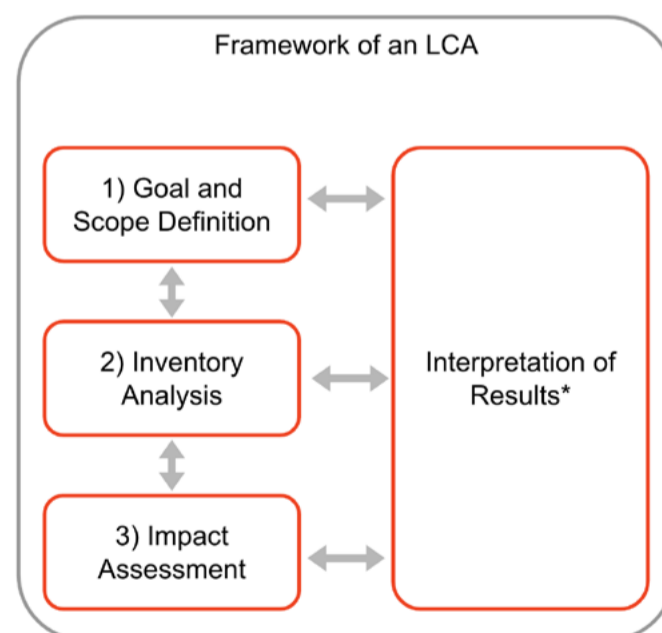 Framework of an LCA
1) Goal and
Scope Definition
2) Inventory
Analysis
3) Impact
Assessment
Interpretation of
Results*